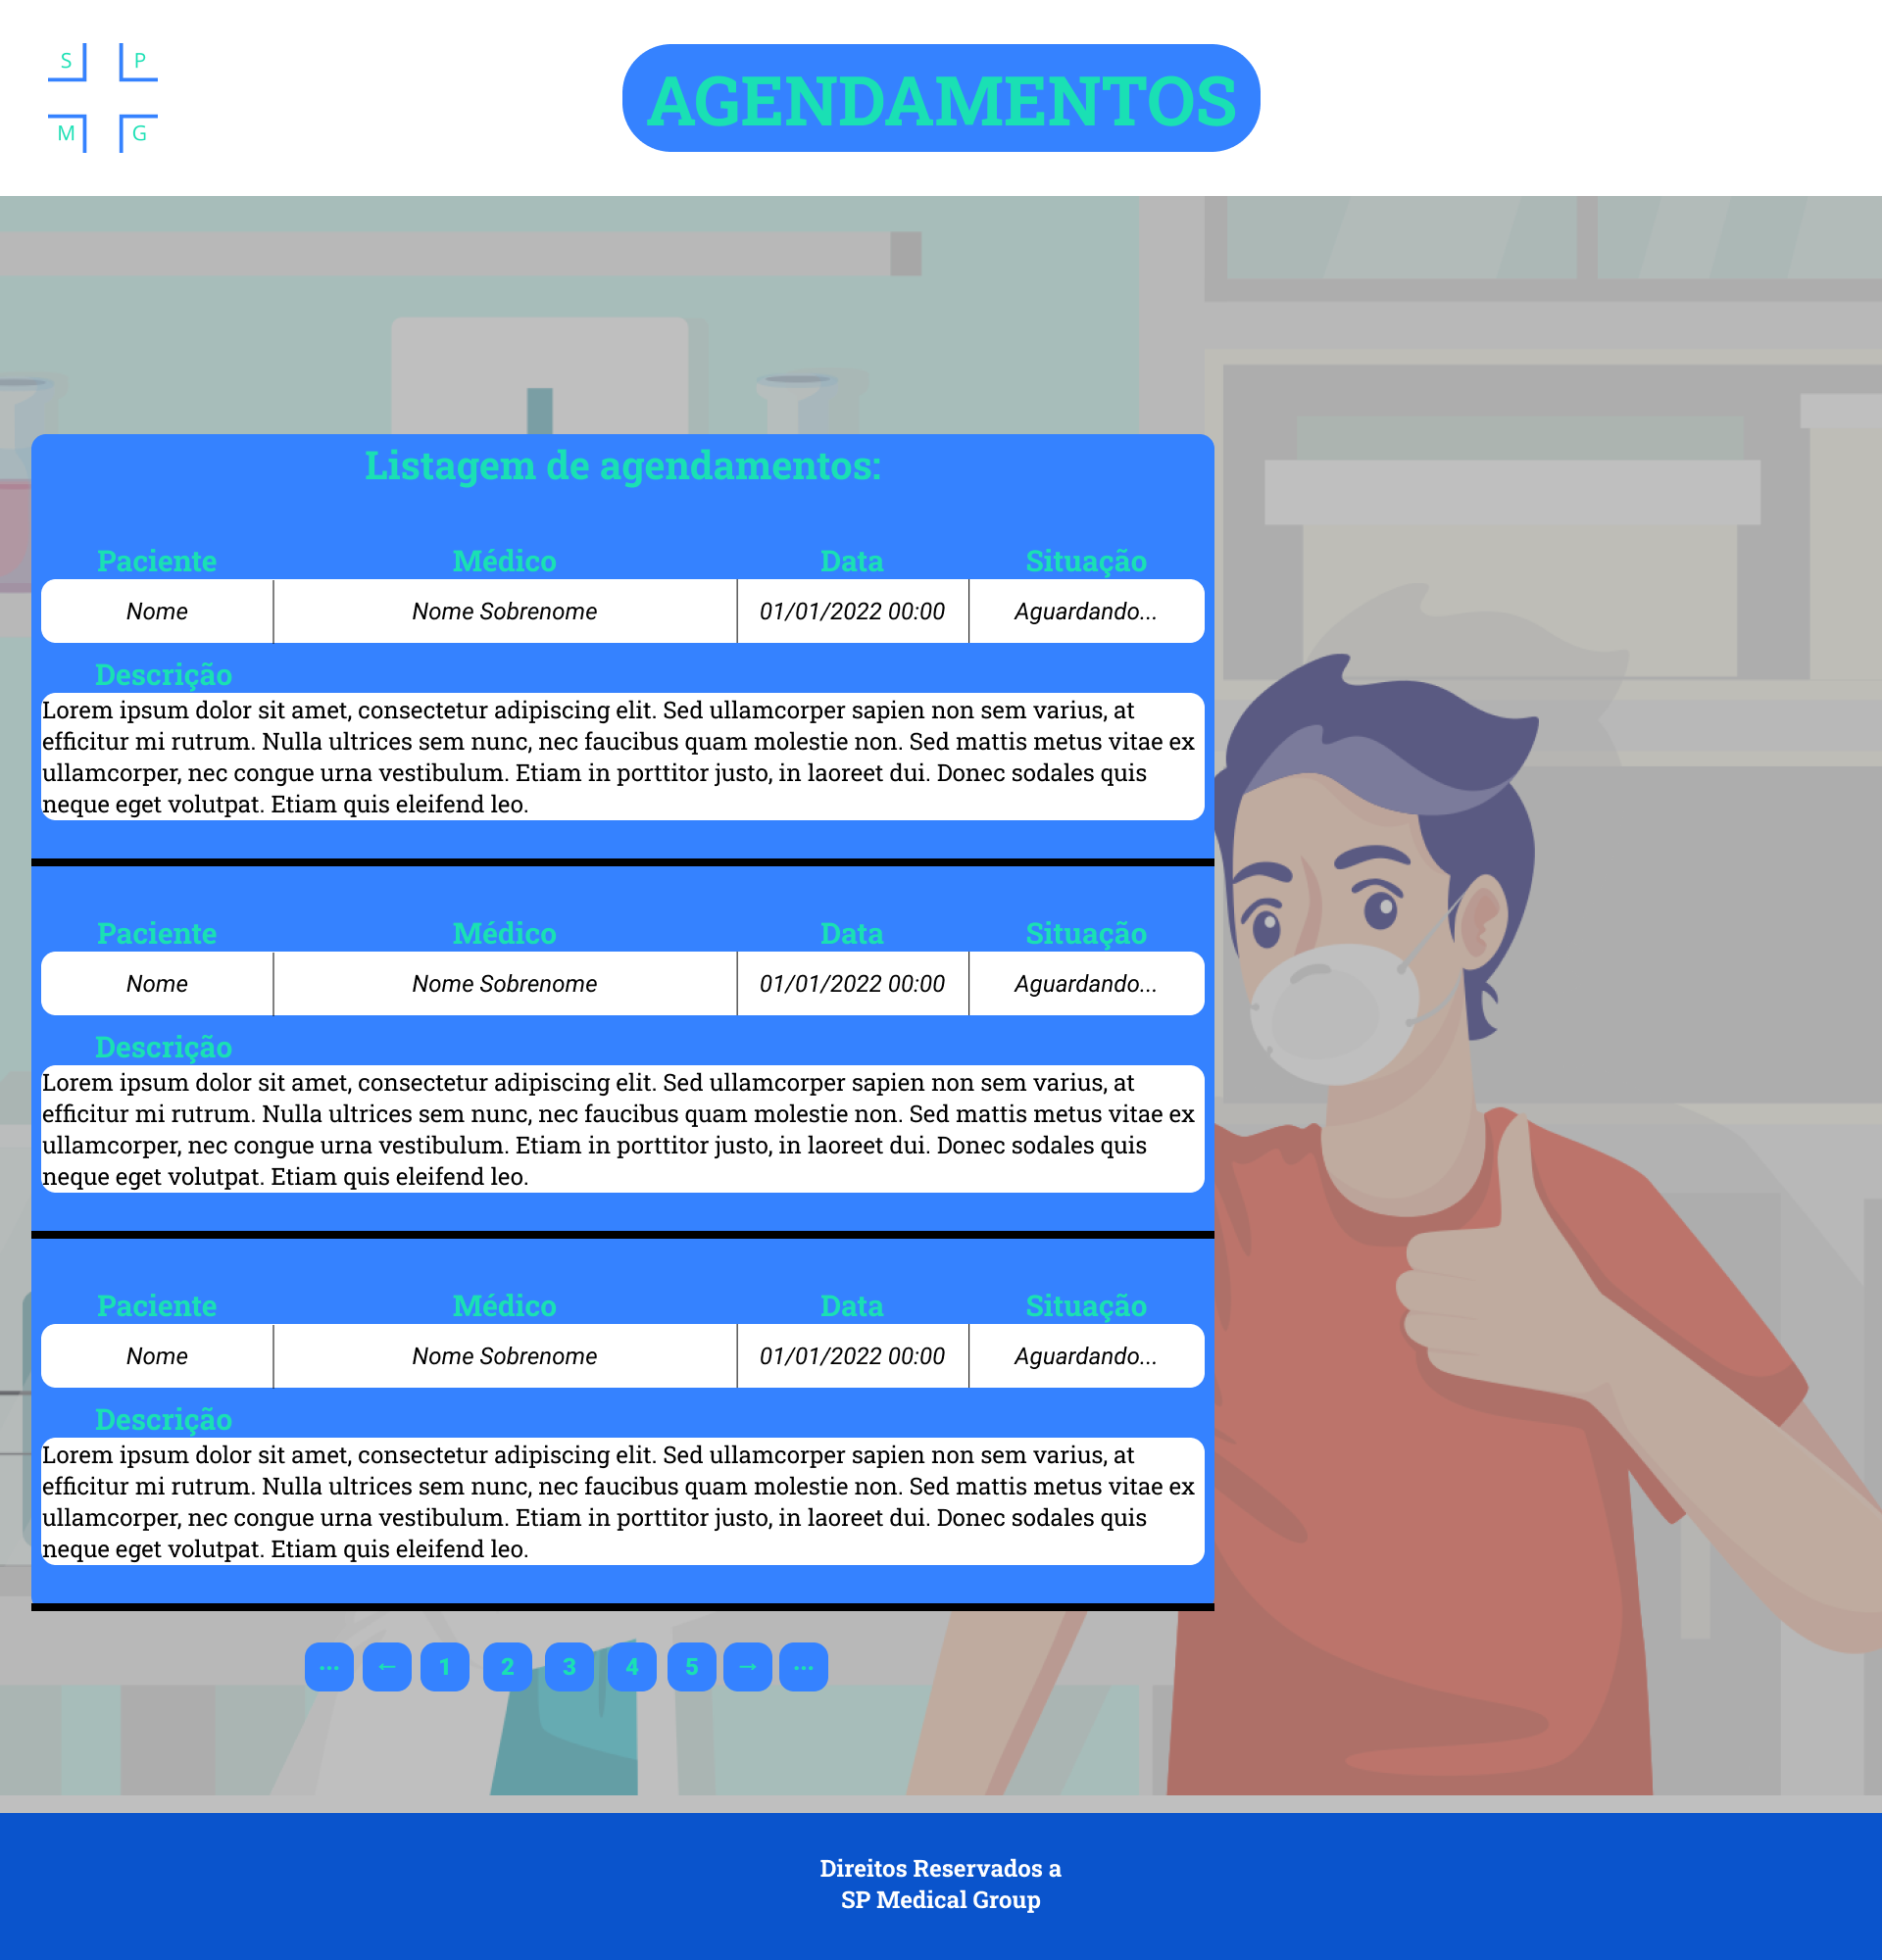 S P
M G
AGENDAMENTOS
Listagem de agendamentos:
Paciente Médico Data Situação
Nome Nome Sobrenome 01/01/2022 00:00 Aguardando...
Descrição
Lorem ipsum dolor sit amet, consectetur adipiscing elit. Sed ullamcorper sapien non sem varius, at
efficitur mi rutrum. Nulla ultrices sem nunc, nec faucibus quam molestie non. Sed mattis metus vitae ex
ullamcorper, nec congue urna vestibulum. Etiam in porttitor justo, in laoreet dui. Donec sodales quis
neque eget volutpat. Etiam quis eleifend leo.
Paciente Médico Data Situação
Nome Nome Sobrenome 01/01/2022 00:00 Aguardando...
Descrição
Lorem ipsum dolor sit amet, consectetur adipiscing elit. Sed ullamcorper sapien non sem varius, at
efficitur mi rutrum. Nulla ultrices sem nunc, nec faucibus quam molestie non. Sed mattis metus vitae ex
ullamcorper, nec congue urna vestibulum. Etiam in porttitor justo, in laoreet dui. Donec sodales quis
neque eget volutpat. Etiam quis eleifend leo.
Paciente Médico Data Situação
Nome Nome Sobrenome 01/01/2022 00:00 Aguardando...
Descrição
Lorem ipsum dolor sit amet, consectetur adipiscing elit. Sed ullamcorper sapien non sem varius, at
efficitur mi rutrum. Nulla ultrices sem nunc, nec faucibus quam molestie non. Sed mattis metus vitae ex
ullamcorper, nec congue urna vestibulum. Etiam in porttitor justo, in laoreet dui. Donec sodales quis
neque eget volutpat. Etiam quis eleifend leo.
... ← 1 2 3 4 5 → ...
Direitos Reservados a
SP Medical Group